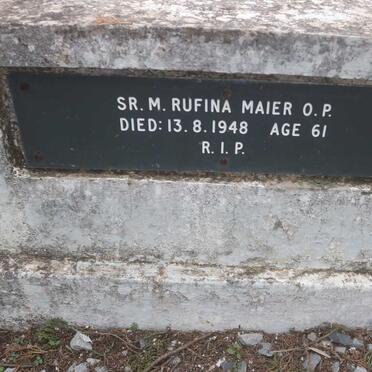 SR. M. RUFINA MAIER O.P.
DIED: 13. 8. 1948 AGE 61
R. I. P.